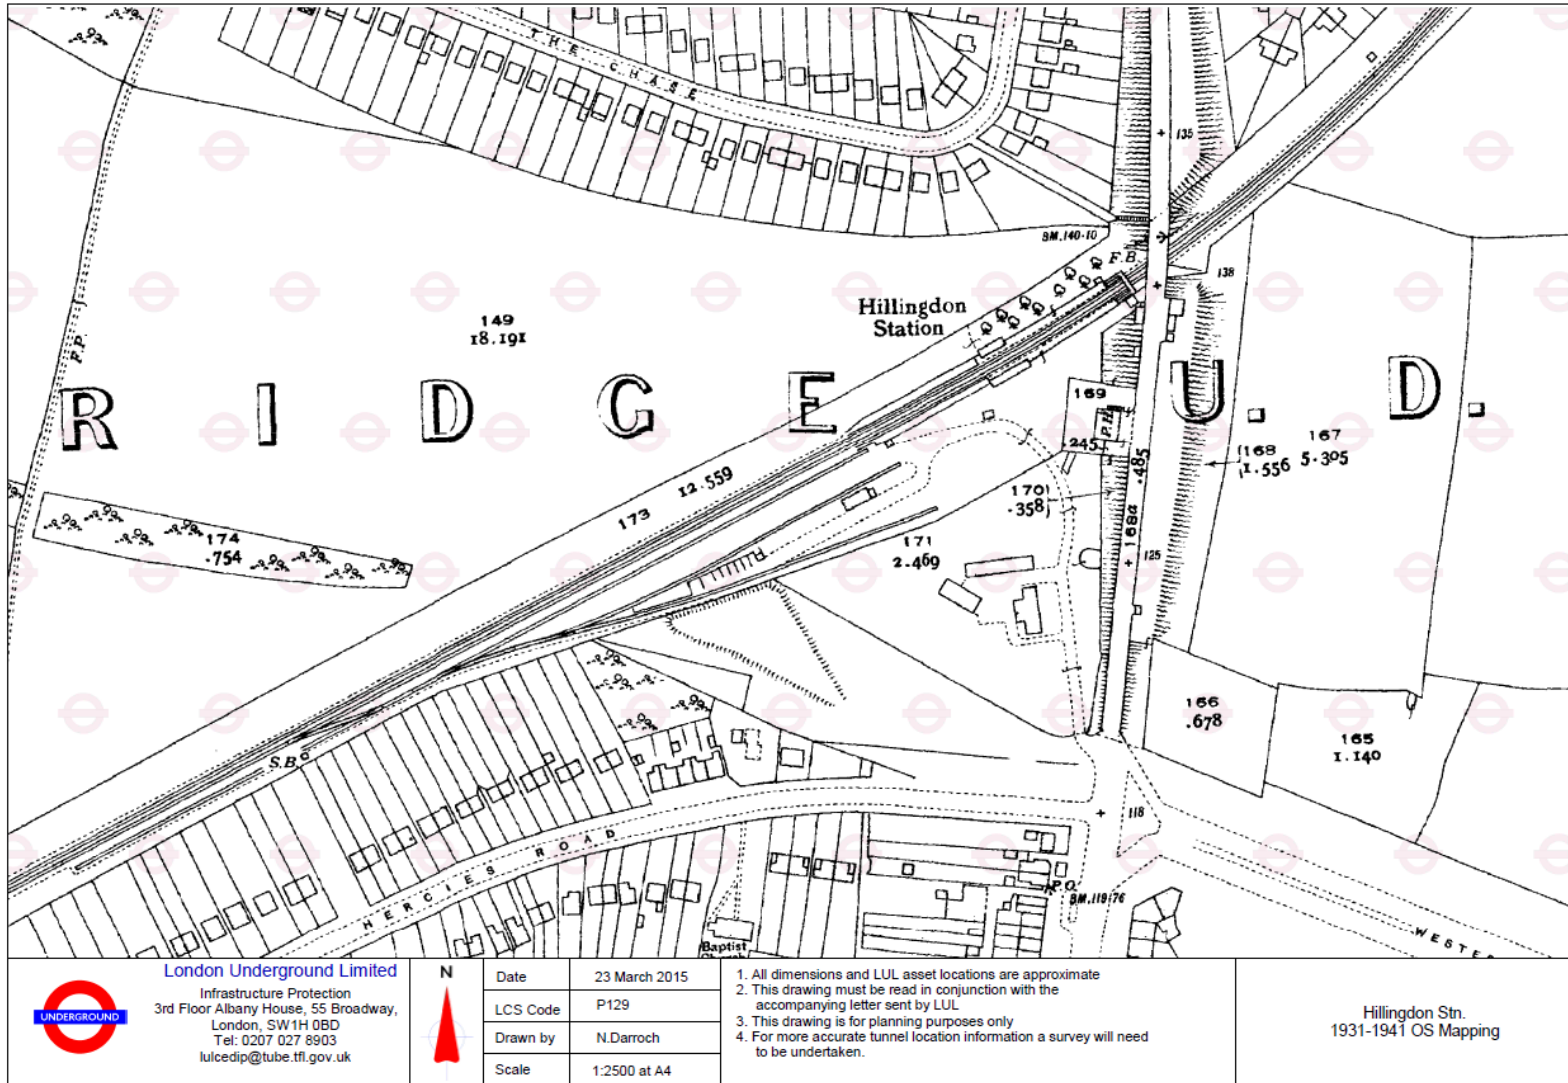 THE CHASE
135
BM.140·10
F.B.
138
Hillingdon
Station
149
18.191
F.P.
R I D G E U. D.
169
P.H.
.245
.485
168
1.556
167
5.305
12.559
173
170
.358
168a
174
.754
171
2.469
125
166
.678
165
1.140
S.B.
118
HERCIES ROAD
P.O.
BM.119·76
WESTER
Baptist
London Underground Limited
Infrastructure Protection
3rd Floor Albany House, 55 Broadway,
London, SW1H 0BD
Tel: 0207 027 8903
lulcedip@tube.tfl.gov.uk
UNDERGROUND
N
Date 23 March 2015
LCS Code P129
Drawn by N.Darroch
Scale 1:2500 at A4
1. All dimensions and LUL asset locations are approximate
2. This drawing must be read in conjunction with the
accompanying letter sent by LUL
3. This drawing is for planning purposes only
4. For more accurate tunnel location information a survey will need
to be undertaken.
Hillingdon Stn.
1931-1941 OS Mapping